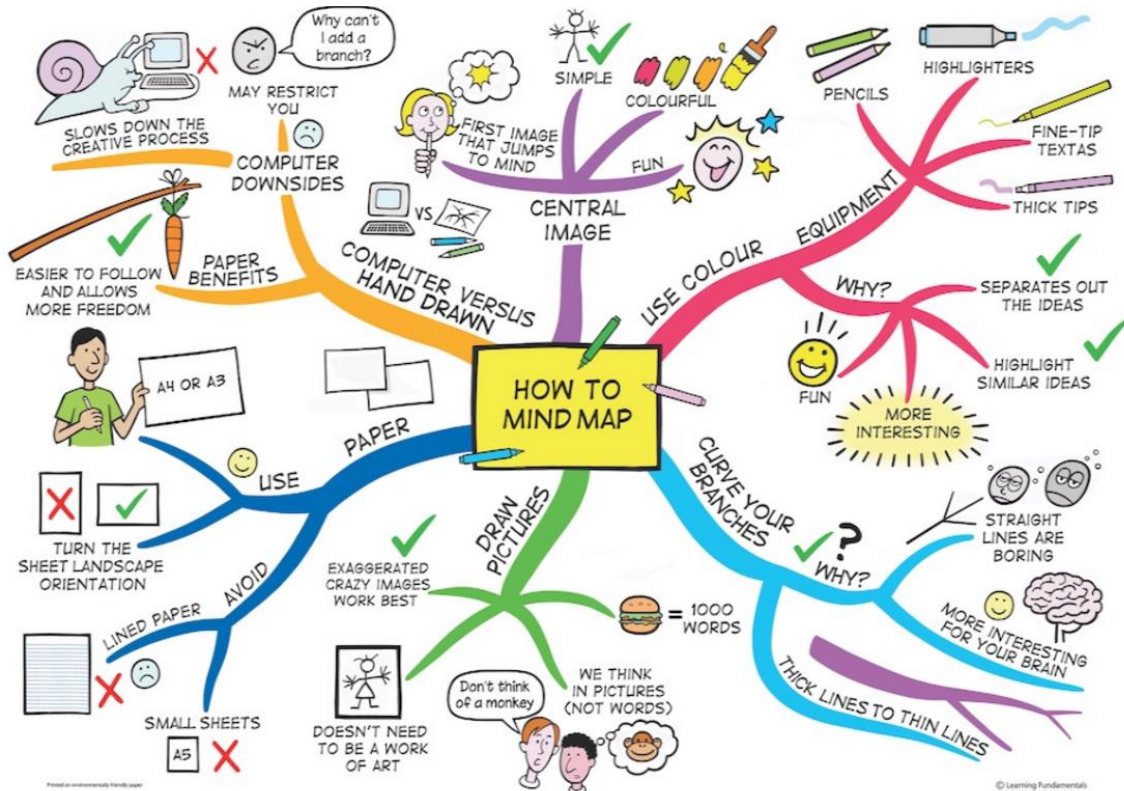 HOW TO
MIND MAP
CENTRAL
IMAGE
FIRST IMAGE
THAT JUMPS
TO MIND
SIMPLE
COLOURFUL
FUN
USE COLOUR
EQUIPMENT
PENCILS
HIGHLIGHTERS
FINE-TIP
TEXTAS
THICK TIPS
WHY?
SEPARATES OUT
THE IDEAS
HIGHLIGHT
SIMILAR IDEAS
MORE
INTERESTING
FUN
CURVE YOUR
BRANCHES
?
WHY?
STRAIGHT
LINES ARE
BORING
MORE INTERESTING
FOR YOUR BRAIN
THICK LINES TO THIN LINES
DRAW
PICTURES
= 1000
WORDS
WE THINK
IN PICTURES
(NOT WORDS)
Don't think
of a monkey
DOESN'T NEED
TO BE A WORK
OF ART
EXAGGERATED
CRAZY IMAGES
WORK BEST
PAPER
USE
A4 OR A3
TURN THE
SHEET LANDSCAPE
ORIENTATION
AVOID
LINED PAPER
SMALL SHEETS
A5
COMPUTER VERSUS
HAND DRAWN
VS
PAPER
BENEFITS
EASIER TO FOLLOW
AND ALLOWS
MORE FREEDOM
COMPUTER
DOWNSIDES
SLOWS DOWN THE
CREATIVE PROCESS
MAY RESTRICT
YOU
Why can't
I add a
branch?
Printed on environmentally friendly paper
© Learning Fundamentals